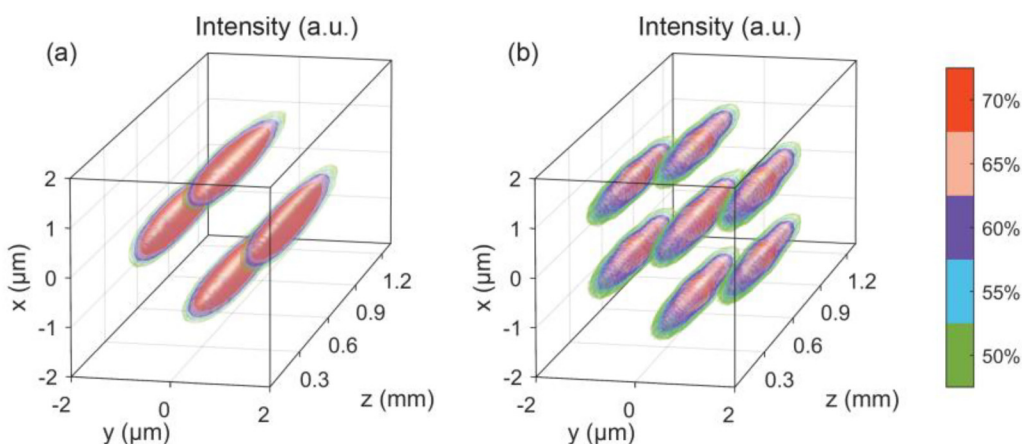 (a)
Intensity (a.u.)
x (μm)
2
1
0
-1
-2
-2
0
2
y (μm)
0.3
0.6
0.9
1.2
z (mm)
(b)
Intensity (a.u.)
x (μm)
2
1
0
-1
-2
-2
0
2
y (μm)
0.3
0.6
0.9
1.2
z (mm)
70%
65%
60%
55%
50%